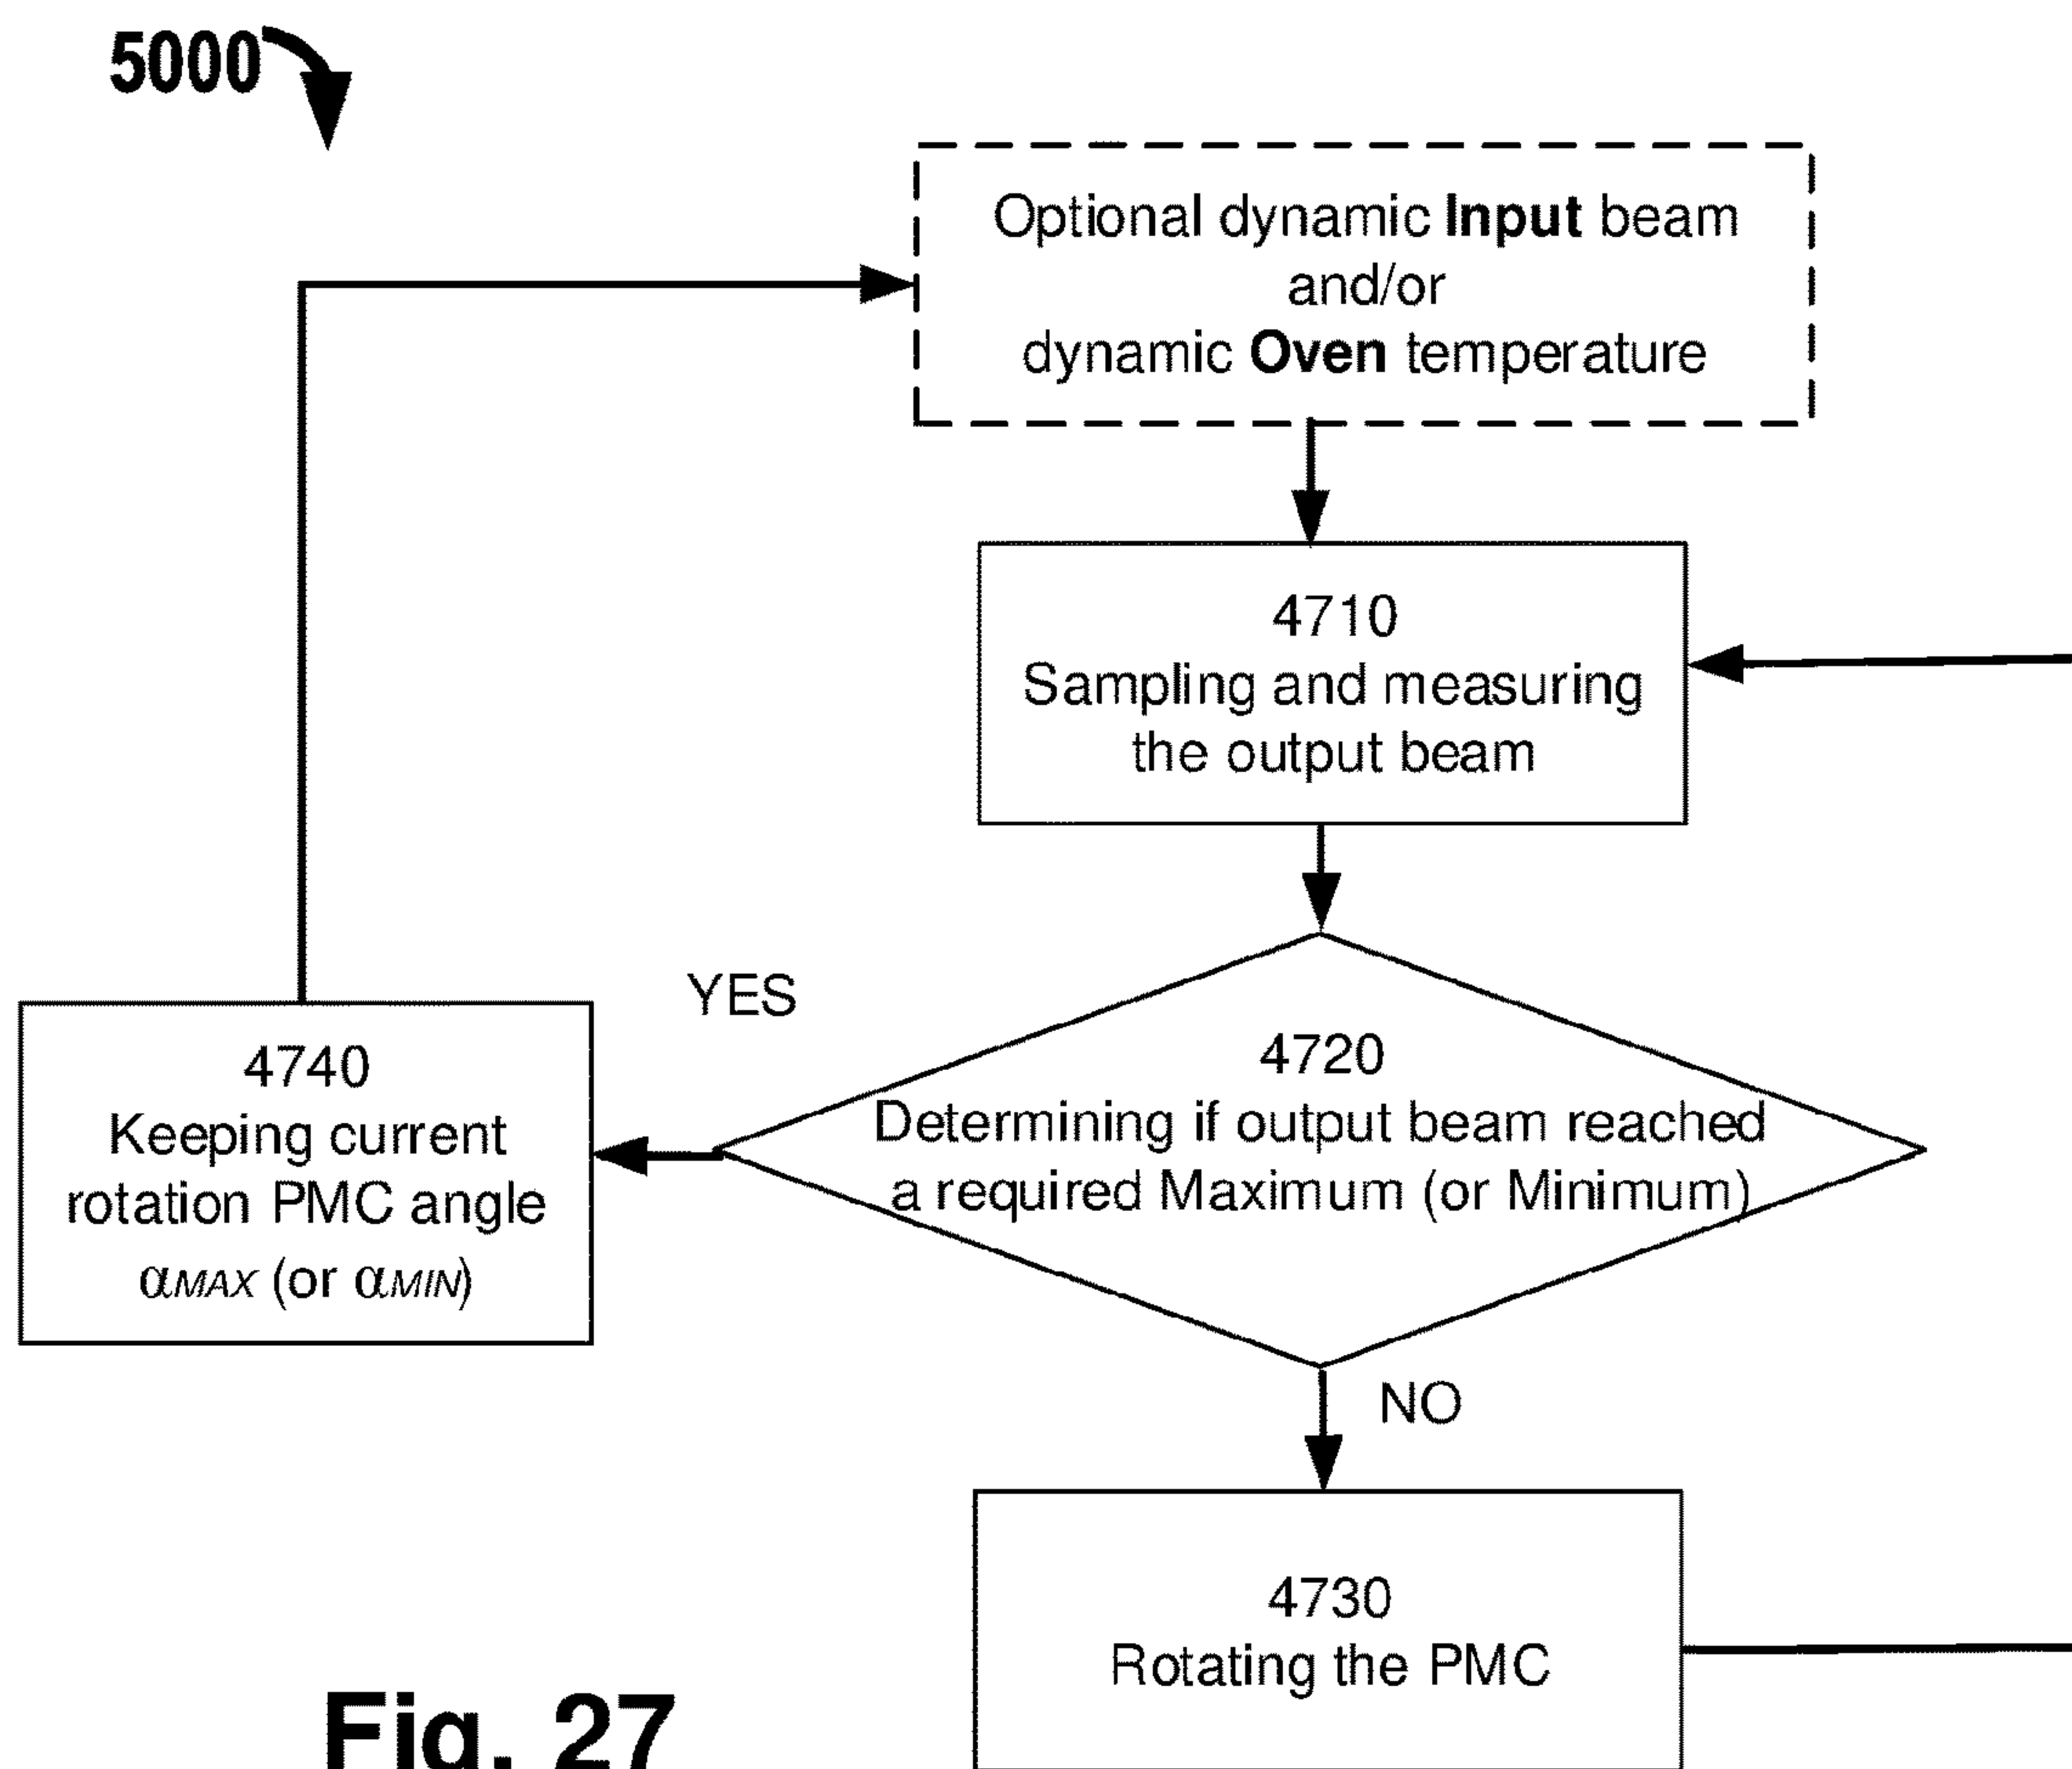 5000
Optional dynamic Input beam
and/or
dynamic Oven temperature
4710
Sampling and measuring
the output beam
YES
4720
Determining if output beam reached
a required Maximum (or Minimum)
4740
Keeping current
rotation PMC angle
αMAX (or αMIN)
NO
4730
Rotating the PMC
Fig. 27